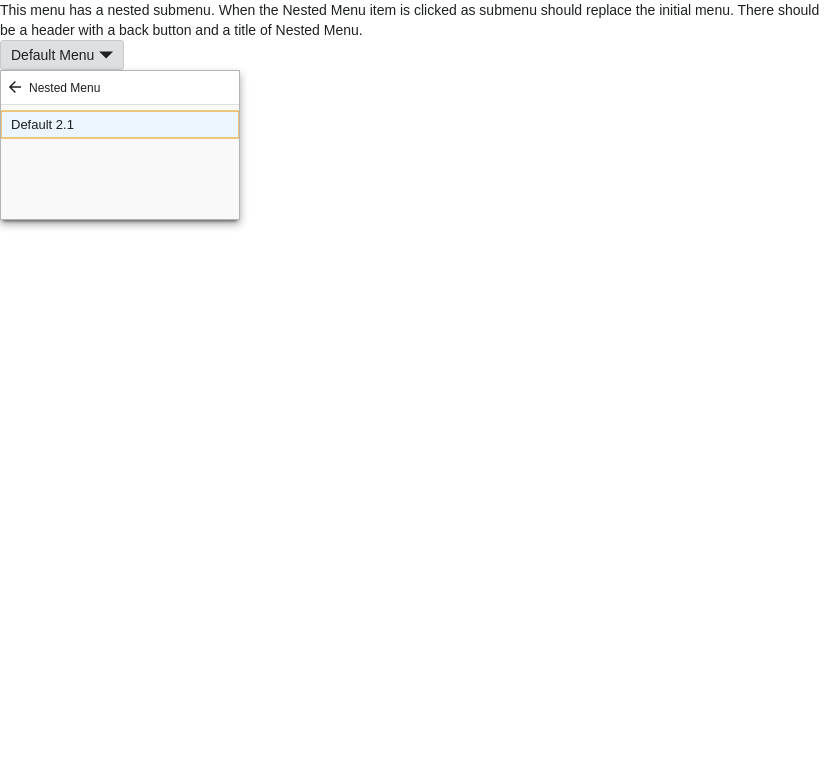 This menu has a nested submenu. When the Nested Menu item is clicked as submenu should replace the initial menu. There should
be a header with a back button and a title of Nested Menu.
Default Menu
Nested Menu
Default 2.1